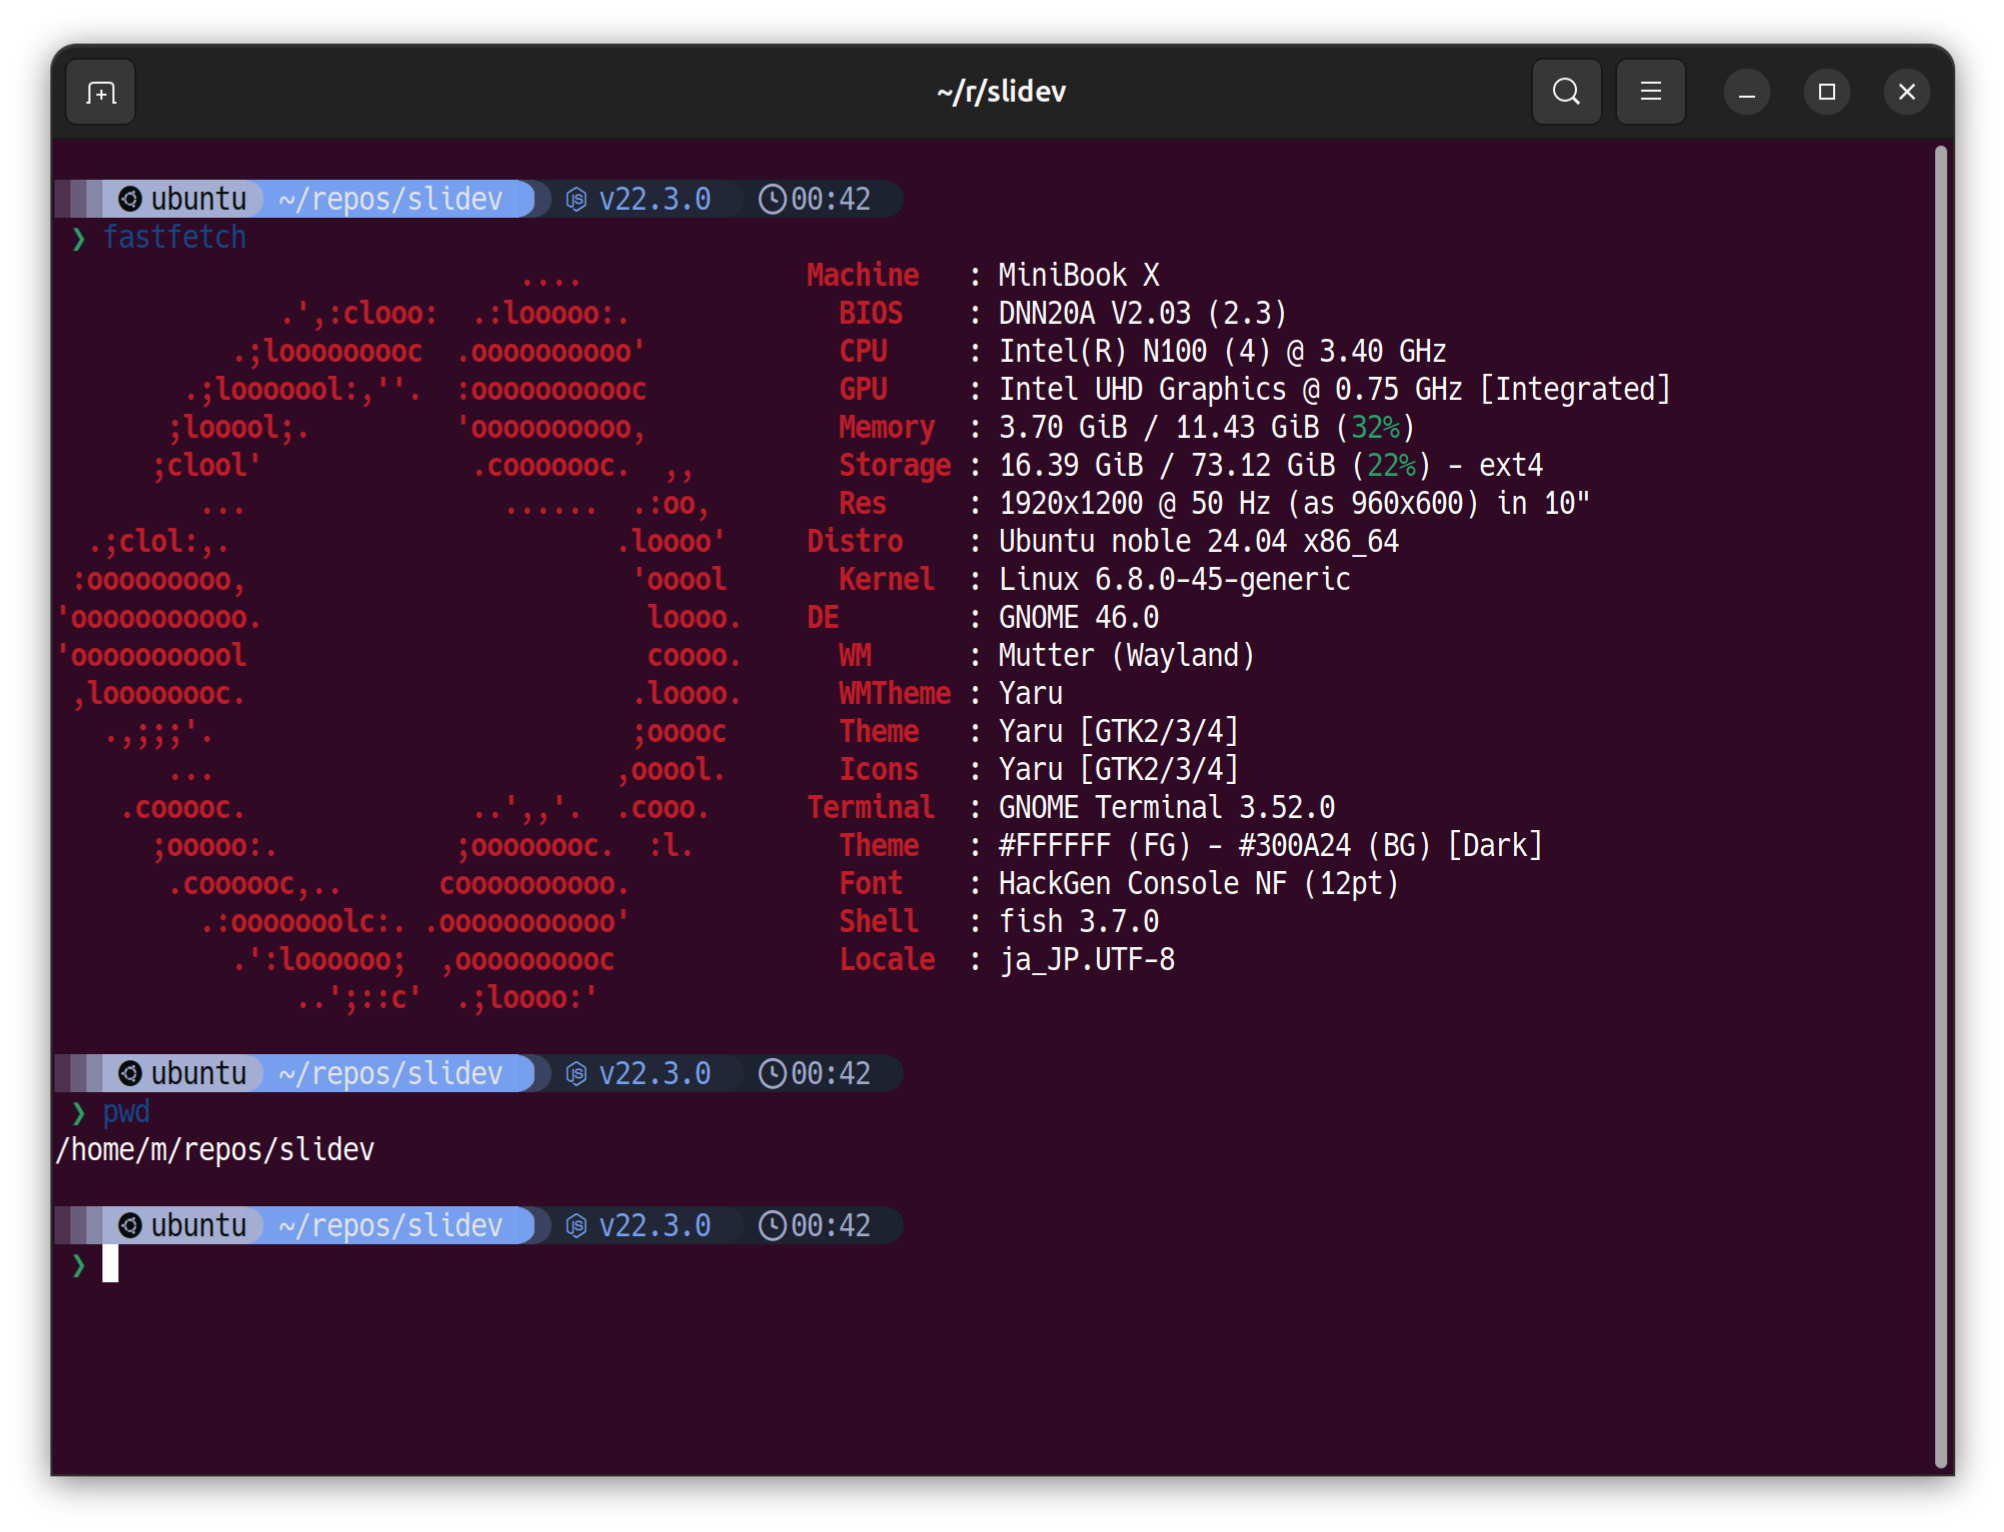 ~/r/slidev
ubuntu ~/repos/slidev v22.3.0 00:42
❯ fastfetch
                             ....              Machine   : MiniBook X
              .',:clooo:  .:looooo:.             BIOS    : DNN20A V2.03 (2.3)
           .;looooooooc  .oooooooooo'            CPU     : Intel(R) N100 (4) @ 3.40 GHz
        .;looooool:,''.  :ooooooooooc            GPU     : Intel UHD Graphics @ 0.75 GHz [Integrated]
       ;looool;.         'oooooooooo,            Memory  : 3.70 GiB / 11.43 GiB (32%)
      ;clool'             .cooooooc.  ,,         Storage : 16.39 GiB / 73.12 GiB (22%) - ext4
         ...                ......  .:oo,        Res     : 1920x1200 @ 50 Hz (as 960x600) in 10"
  .;clol:,.                        .loooo'     Distro    : Ubuntu noble 24.04 x86_64
 :ooooooooo,                        'ooool       Kernel  : Linux 6.8.0-45-generic
'ooooooooooo.                        loooo.    DE        : GNOME 46.0
'ooooooooool                         coooo.      WM      : Mutter (Wayland)
 ,loooooooc.                        .loooo.      WMTheme : Yaru
   .,;;;'.                          ;ooooc       Theme   : Yaru [GTK2/3/4]
       ...                         ,ooool.       Icons   : Yaru [GTK2/3/4]
    .cooooc.              ..',,'.  .cooo.      Terminal  : GNOME Terminal 3.52.0
      ;ooooo:.           ;oooooooc.  :l.         Theme   : #FFFFFF (FG) - #300A24 (BG) [Dark]
       .coooooc,..      coooooooooo.             Font    : HackGen Console NF (12pt)
         .:ooooooolc:. .ooooooooooo'             Shell   : fish 3.7.0
           .':loooooo;  ,ooooooooooc             Locale  : ja_JP.UTF-8
               ..';::c'  .;loooo:'
ubuntu ~/repos/slidev v22.3.0 00:42
❯ pwd
/home/m/repos/slidev
ubuntu ~/repos/slidev v22.3.0 00:42
❯